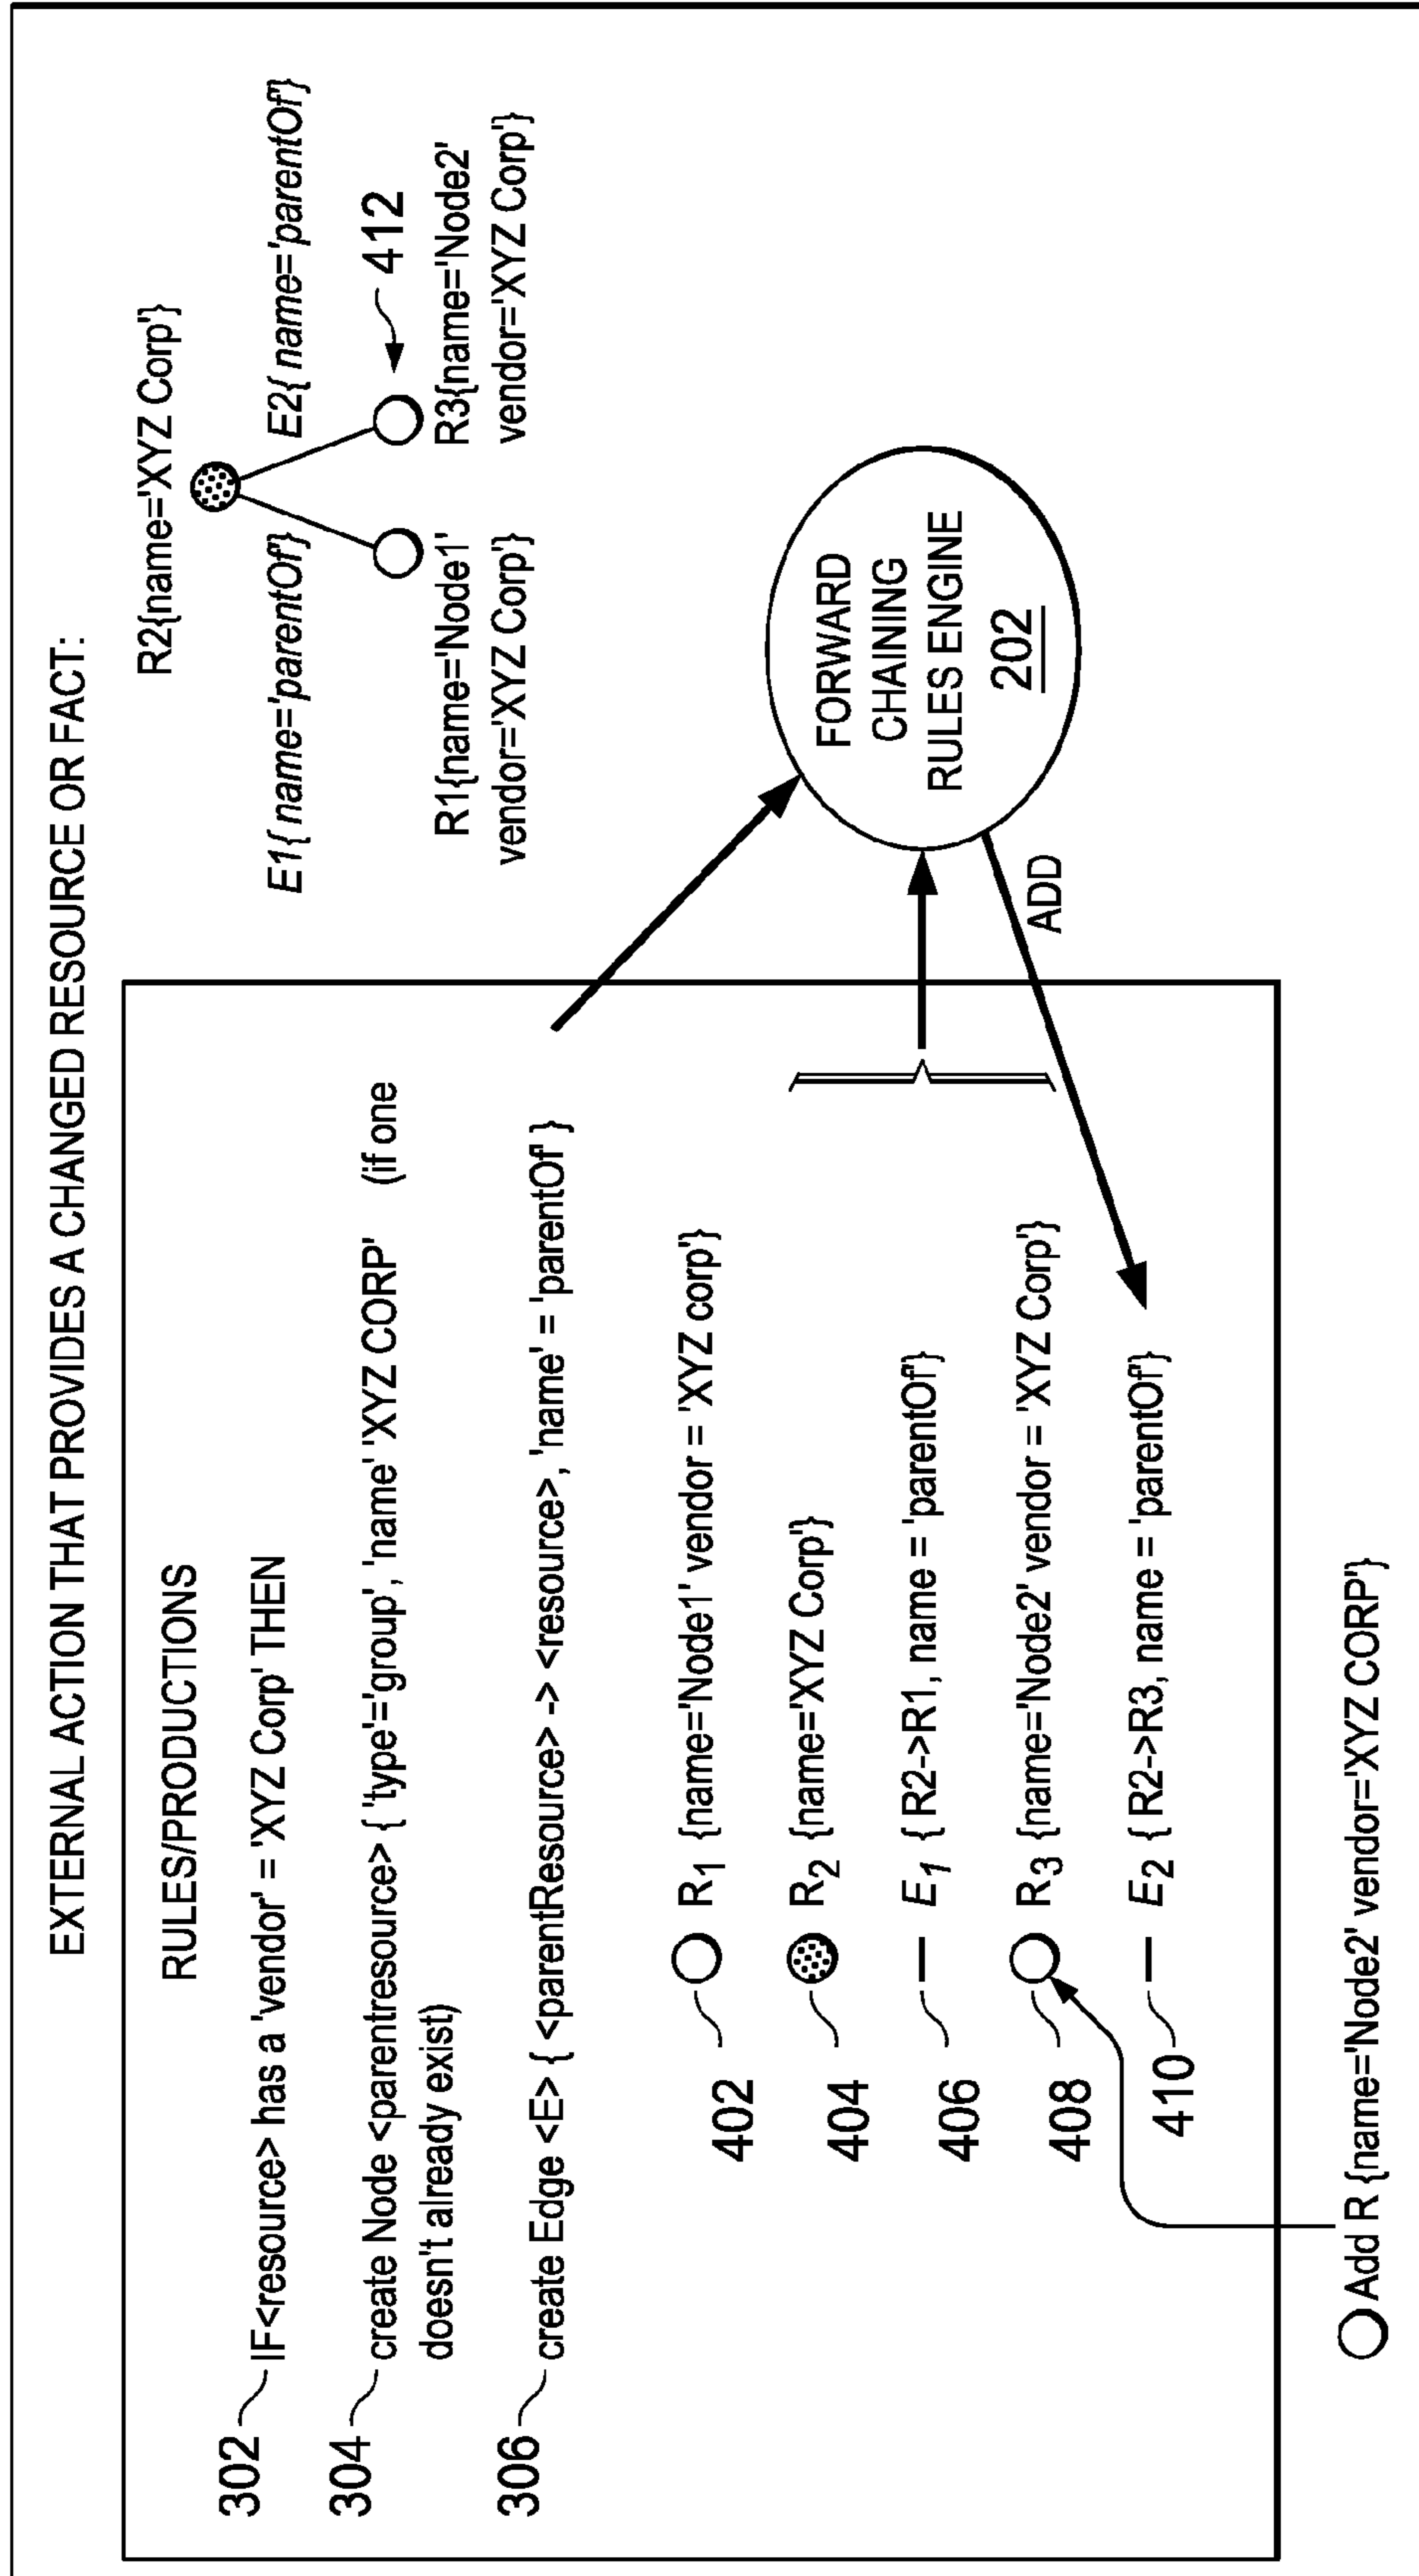 EXTERNAL ACTION THAT PROVIDES A CHANGED RESOURCE OR FACT:
RULES/PRODUCTIONS
302
IF<resource> has a 'vendor' = 'XYZ Corp' THEN
304
create Node <parentresource> { 'type'='group', 'name' 'XYZ CORP' (if one
doesn't already exist)
306
create Edge <E> { <parentResource> -> <resource>, 'name' = 'parentOf' }
402
R1 {name='Node1' vendor = 'XYZ corp'}
404
R2 {name='XYZ Corp'}
406
E1 { R2->R1, name = 'parentOf'}
408
R3 {name='Node2' vendor = 'XYZ Corp'}
410
E2 { R2->R3, name = 'parentOf'}
Add R {name='Node2' vendor='XYZ CORP'}
R2{name='XYZ Corp'}
E1{ name='parentOf'}
E2{ name='parentOf'}
412
R1{name='Node1'
vendor='XYZ Corp'}
R3{name='Node2'
vendor='XYZ Corp'}
FORWARD
CHAINING
RULES ENGINE
202
ADD